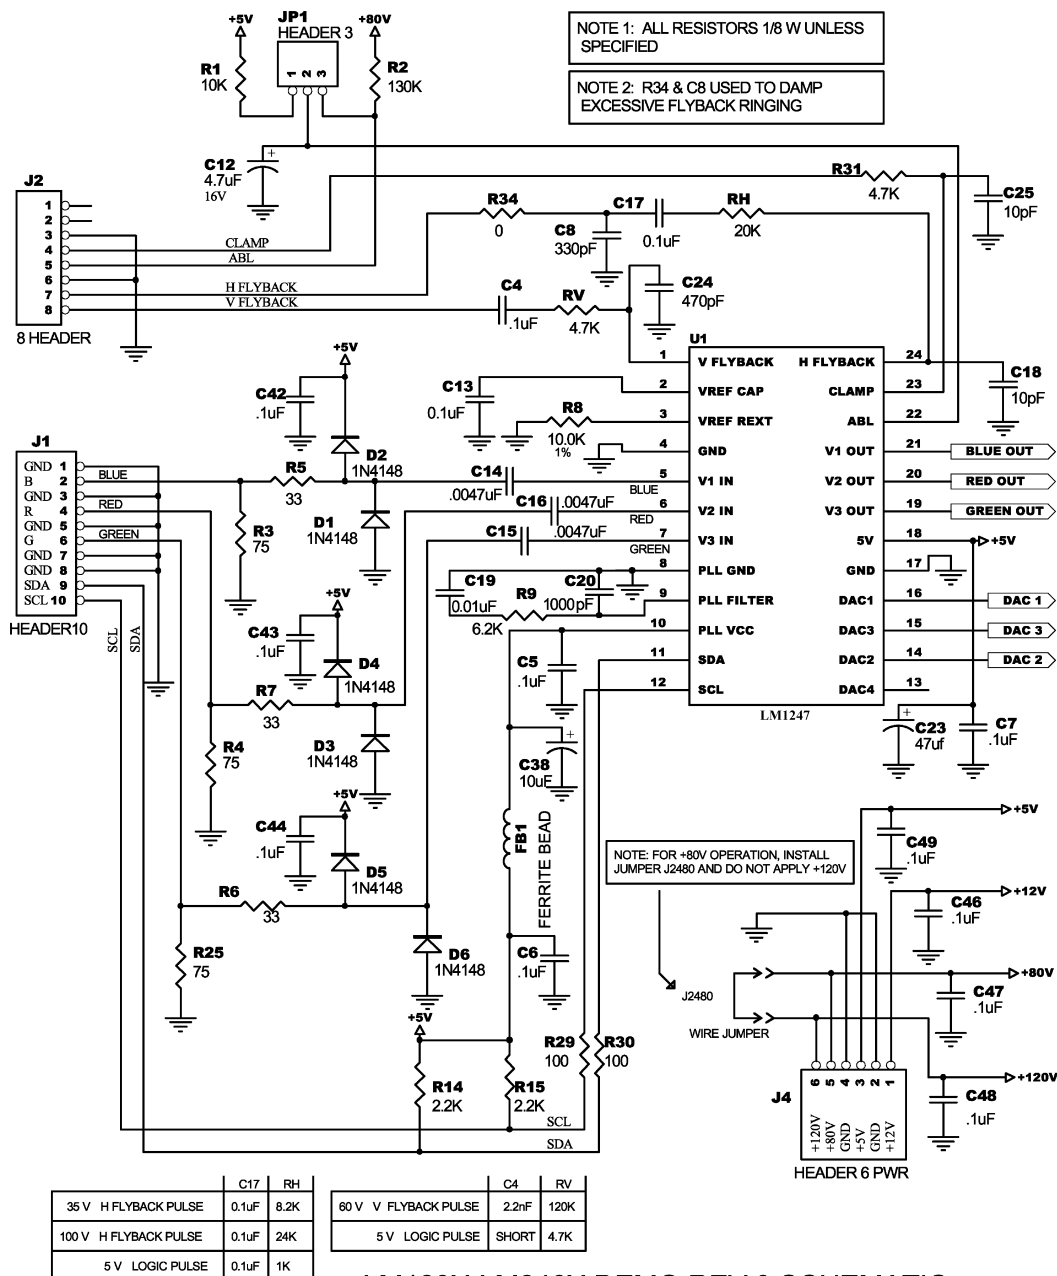 +5V
JP1
HEADER 3
+80V
R1
10K
1 2 3
R2
130K
NOTE 1: ALL RESISTORS 1/8 W UNLESS
SPECIFIED
NOTE 2: R34 & C8 USED TO DAMP
EXCESSIVE FLYBACK RINGING
C12
4.7uF
16V
+
J2
1
2
3
4
5
6
7
8
8 HEADER
CLAMP
ABL
H FLYBACK
V FLYBACK
R34
0
C17
0.1uF
C8
330pF
RH
20K
R31
4.7K
C25
10pF
C4
.1uF
RV
4.7K
C24
470pF
U1
1 V FLYBACK
2 VREF CAP
3 VREF REXT
4 GND
5 V1 IN
6 V2 IN
7 V3 IN
8 PLL GND
9 PLL FILTER
10 PLL VCC
11 SDA
12 SCL
H FLYBACK 24
CLAMP 23
ABL 22
V1 OUT 21
V2 OUT 20
V3 OUT 19
5V 18
GND 17
DAC1 16
DAC3 15
DAC2 14
DAC4 13
LM1247
C18
10pF
BLUE OUT
RED OUT
GREEN OUT
+5V
DAC 1
DAC 3
DAC 2
C23
47uf
+
C7
.1uF
C13
0.1uF
R8
10.0K
1%
C14
.0047uF
BLUE
C16
.0047uF
RED
C15
.0047uF
GREEN
C19
0.01uF
R9
6.2K
C20
1000pF
C5
.1uF
C38
10uF
+
FB1
FERRITE BEAD
C6
.1uF
+5V
C42
.1uF
D2
1N4148
D1
1N4148
J1
GND 1
B 2
GND 3
R 4
GND 5
G 6
GND 7
GND 8
SDA 9
SCL 10
HEADER10
BLUE
RED
GREEN
SCL
SDA
R5
33
R3
75
+5V
C43
.1uF
D4
1N4148
R7
33
D3
1N4148
R4
75
+5V
C44
.1uF
D5
1N4148
R6
33
D6
1N4148
R25
75
+5V
R14
2.2K
R15
2.2K
R29
100
R30
100
SCL
SDA
NOTE: FOR +80V OPERATION, INSTALL
JUMPER J2480 AND DO NOT APPLY +120V
J2480
WIRE JUMPER
+5V
C49
.1uF
+12V
C46
.1uF
+80V
C47
.1uF
+120V
C48
.1uF
J4
6 5 4 3 2 1
+120V
+80V
GND
+5V
GND
+12V
HEADER 6 PWR
C17 RH
35 V H FLYBACK PULSE 0.1uF 8.2K
100 V H FLYBACK PULSE 0.1uF 24K
5 V LOGIC PULSE 0.1uF 1K
C4 RV
60 V V FLYBACK PULSE 2.2nF 120K
5 V LOGIC PULSE SHORT 4.7K